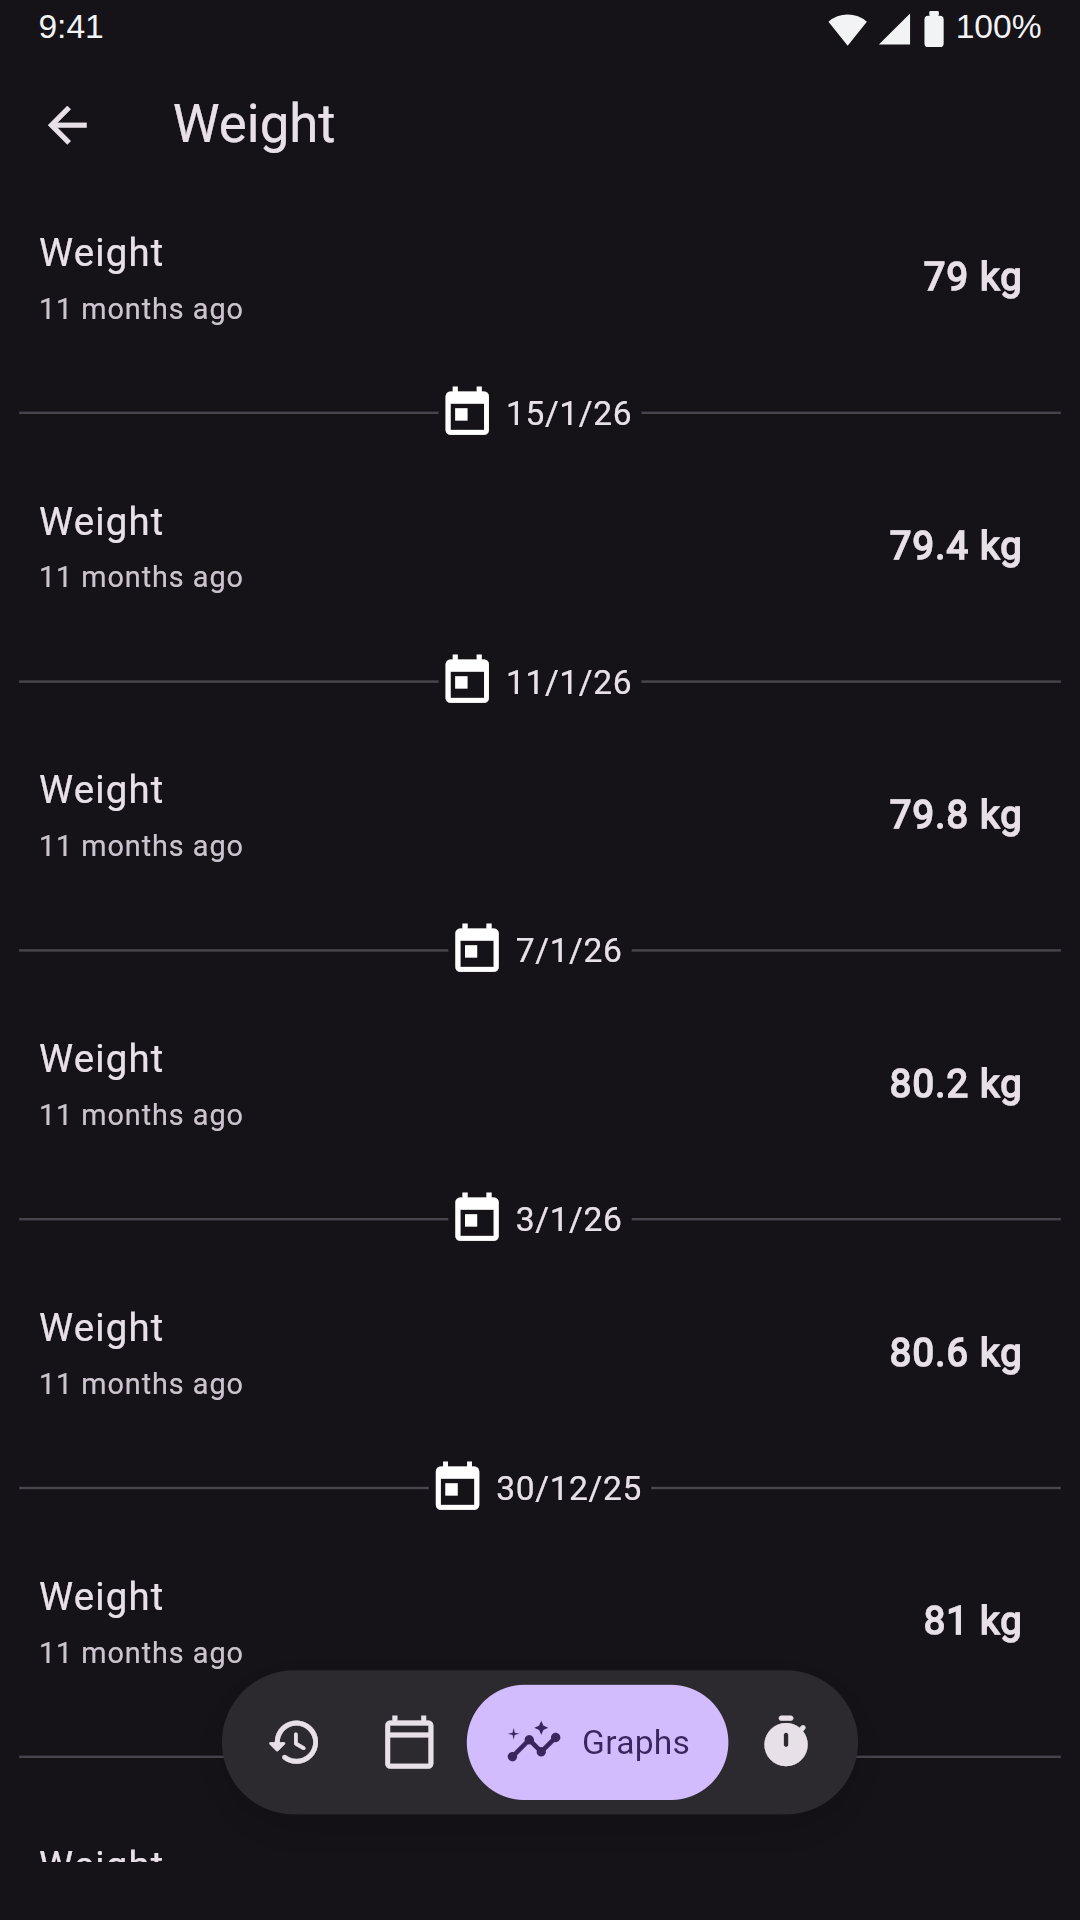 9:41
100%
Weight
Weight
11 months ago
79 kg
15/1/26
Weight
11 months ago
79.4 kg
11/1/26
Weight
11 months ago
79.8 kg
7/1/26
Weight
11 months ago
80.2 kg
3/1/26
Weight
11 months ago
80.6 kg
30/12/25
Weight
11 months ago
81 kg
Graphs
Weight